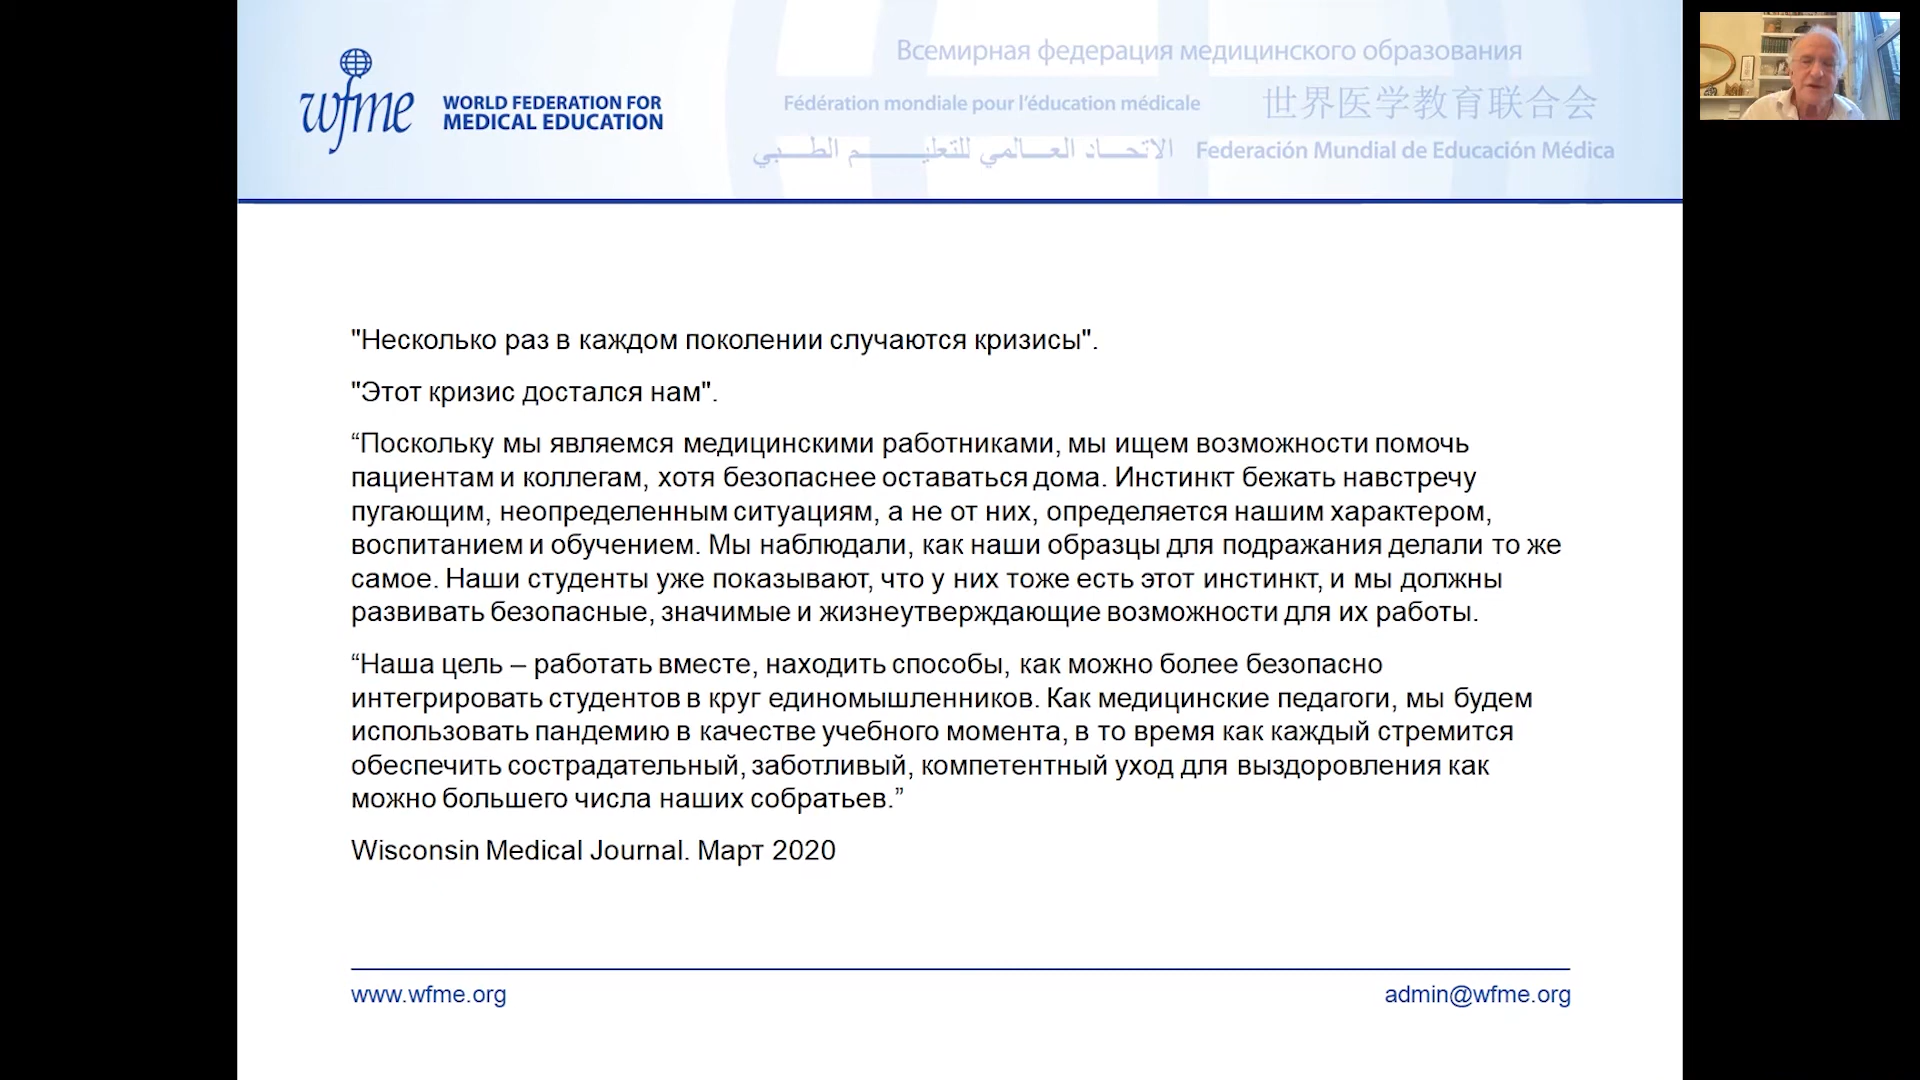 wfme
WORLD FEDERATION FOR
MEDICAL EDUCATION
Всемирная федерация медицинского образования
Fédération mondiale pour l'éducation médicale
世界医学教育联合会
الاتحـــاد العـــالمي للتعليـــــم الطـــبي
Federación Mundial de Educación Médica
"Несколько раз в каждом поколении случаются кризисы".
"Этот кризис достался нам".
“Поскольку мы являемся медицинскими работниками, мы ищем возможности помочь
пациентам и коллегам, хотя безопаснее оставаться дома. Инстинкт бежать навстречу
пугающим, неопределенным ситуациям, а не от них, определяется нашим характером,
воспитанием и обучением. Мы наблюдали, как наши образцы для подражания делали то же
самое. Наши студенты уже показывают, что у них тоже есть этот инстинкт, и мы должны
развивать безопасные, значимые и жизнеутверждающие возможности для их работы.
“Наша цель – работать вместе, находить способы, как можно более безопасно
интегрировать студентов в круг единомышленников. Как медицинские педагоги, мы будем
использовать пандемию в качестве учебного момента, в то время как каждый стремится
обеспечить сострадательный, заботливый, компетентный уход для выздоровления как
можно большего числа наших собратьев.”
Wisconsin Medical Journal. Март 2020
www.wfme.org
admin@wfme.org